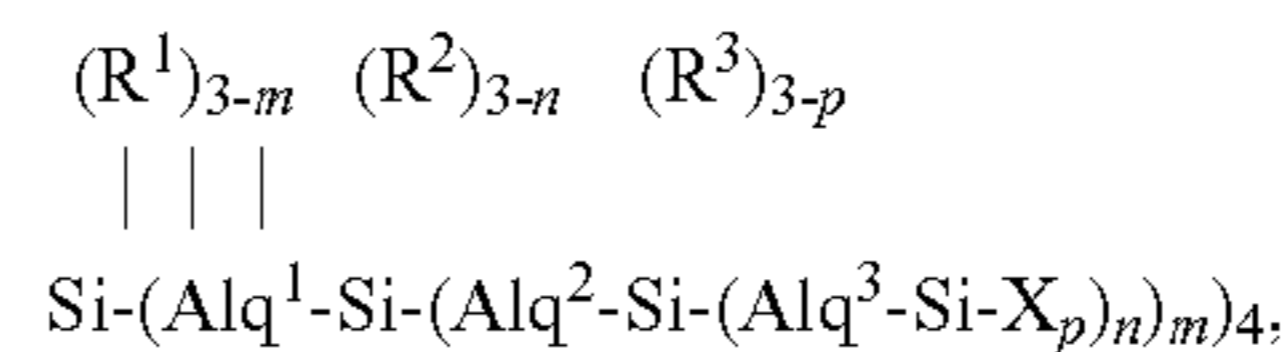 (R¹)₃₋ₘ (R²)₃₋ₙ (R³)₃₋ₚ
| | |
Si-(Alq¹-Si-(Alq²-Si-(Alq³-Si-Xₚ)ₙ)ₘ)₄,